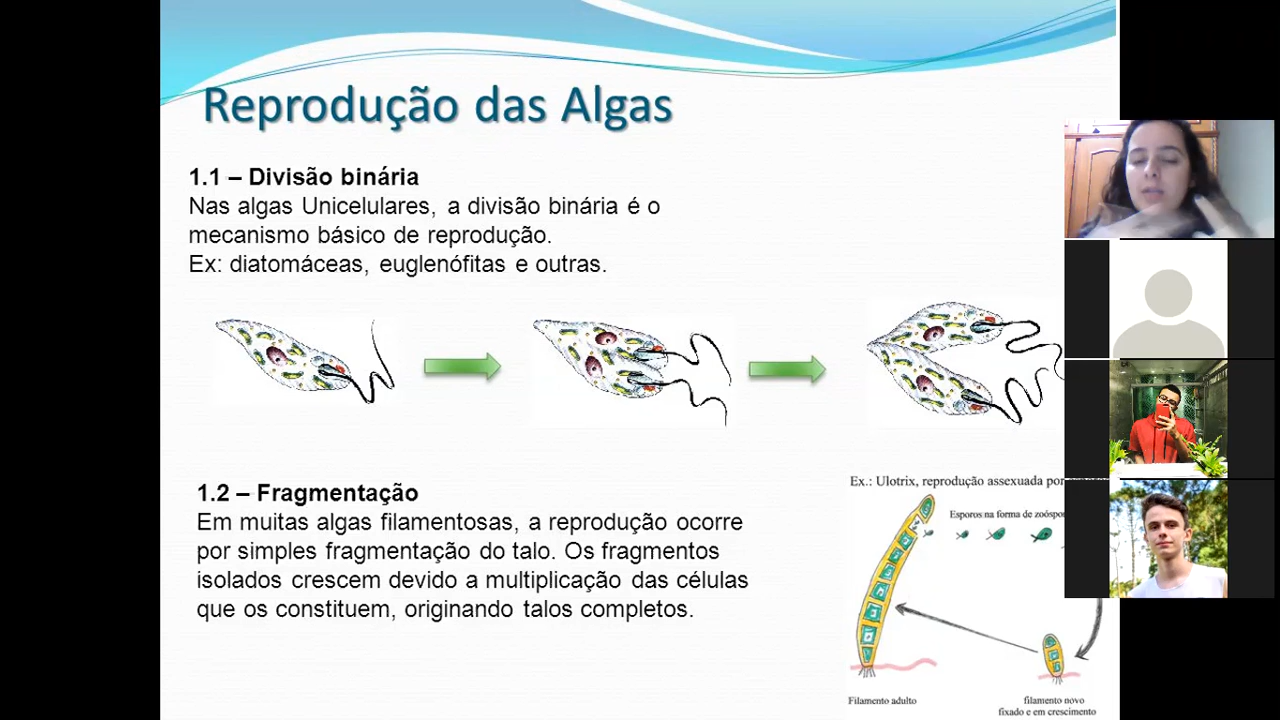 Reprodução das Algas
1.1 – Divisão binária
Nas algas Unicelulares, a divisão binária é o
mecanismo básico de reprodução.
Ex: diatomáceas, euglenófitas e outras.
1.2 – Fragmentação
Em muitas algas filamentosas, a reprodução ocorre
por simples fragmentação do talo. Os fragmentos
isolados crescem devido a multiplicação das células
que os constituem, originando talos completos.
Ex.: Ulotrix, reprodução assexuada por
Esporos na forma de
Filamento adulto
filamento novo
fixado e em crescimento